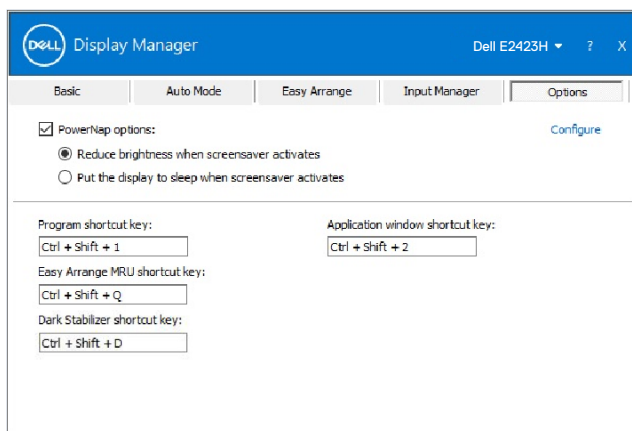 DELL Display Manager
Dell E2423H ? X
Basic Auto Mode Easy Arrange Input Manager Options
PowerNap options: Configure
Reduce brightness when screensaver activates
Put the display to sleep when screensaver activates
Program shortcut key: Application window shortcut key:
Ctrl + Shift + 1 Ctrl + Shift + 2
Easy Arrange MRU shortcut key:
Ctrl + Shift + Q
Dark Stabilizer shortcut key:
Ctrl + Shift + D